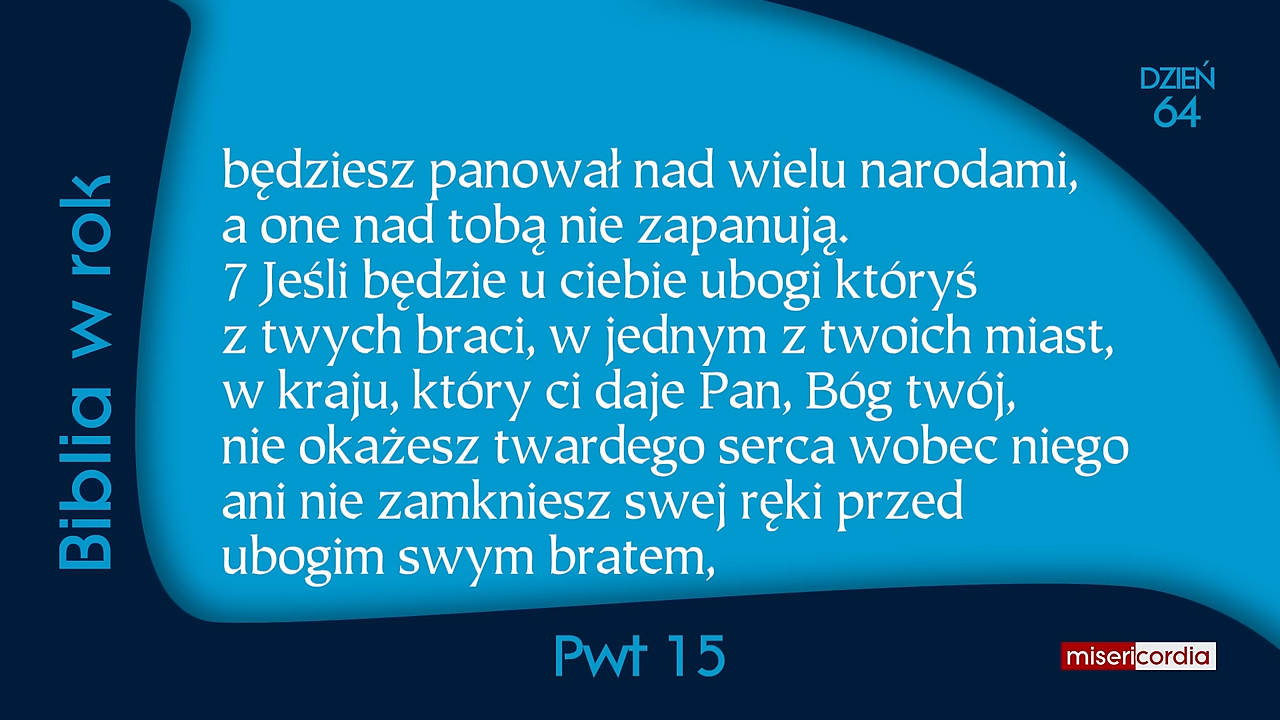 DZIEŃ
64
Biblia w rok
będziesz panował nad wielu narodami,
a one nad tobą nie zapanują.
7 Jeśli będzie u ciebie ubogi któryś
z twych braci, w jednym z twoich miast,
w kraju, który ci daje Pan, Bóg twój,
nie okażesz twardego serca wobec niego
ani nie zamkniesz swej ręki przed
ubogim swym bratem,
Pwt 15
misericordia